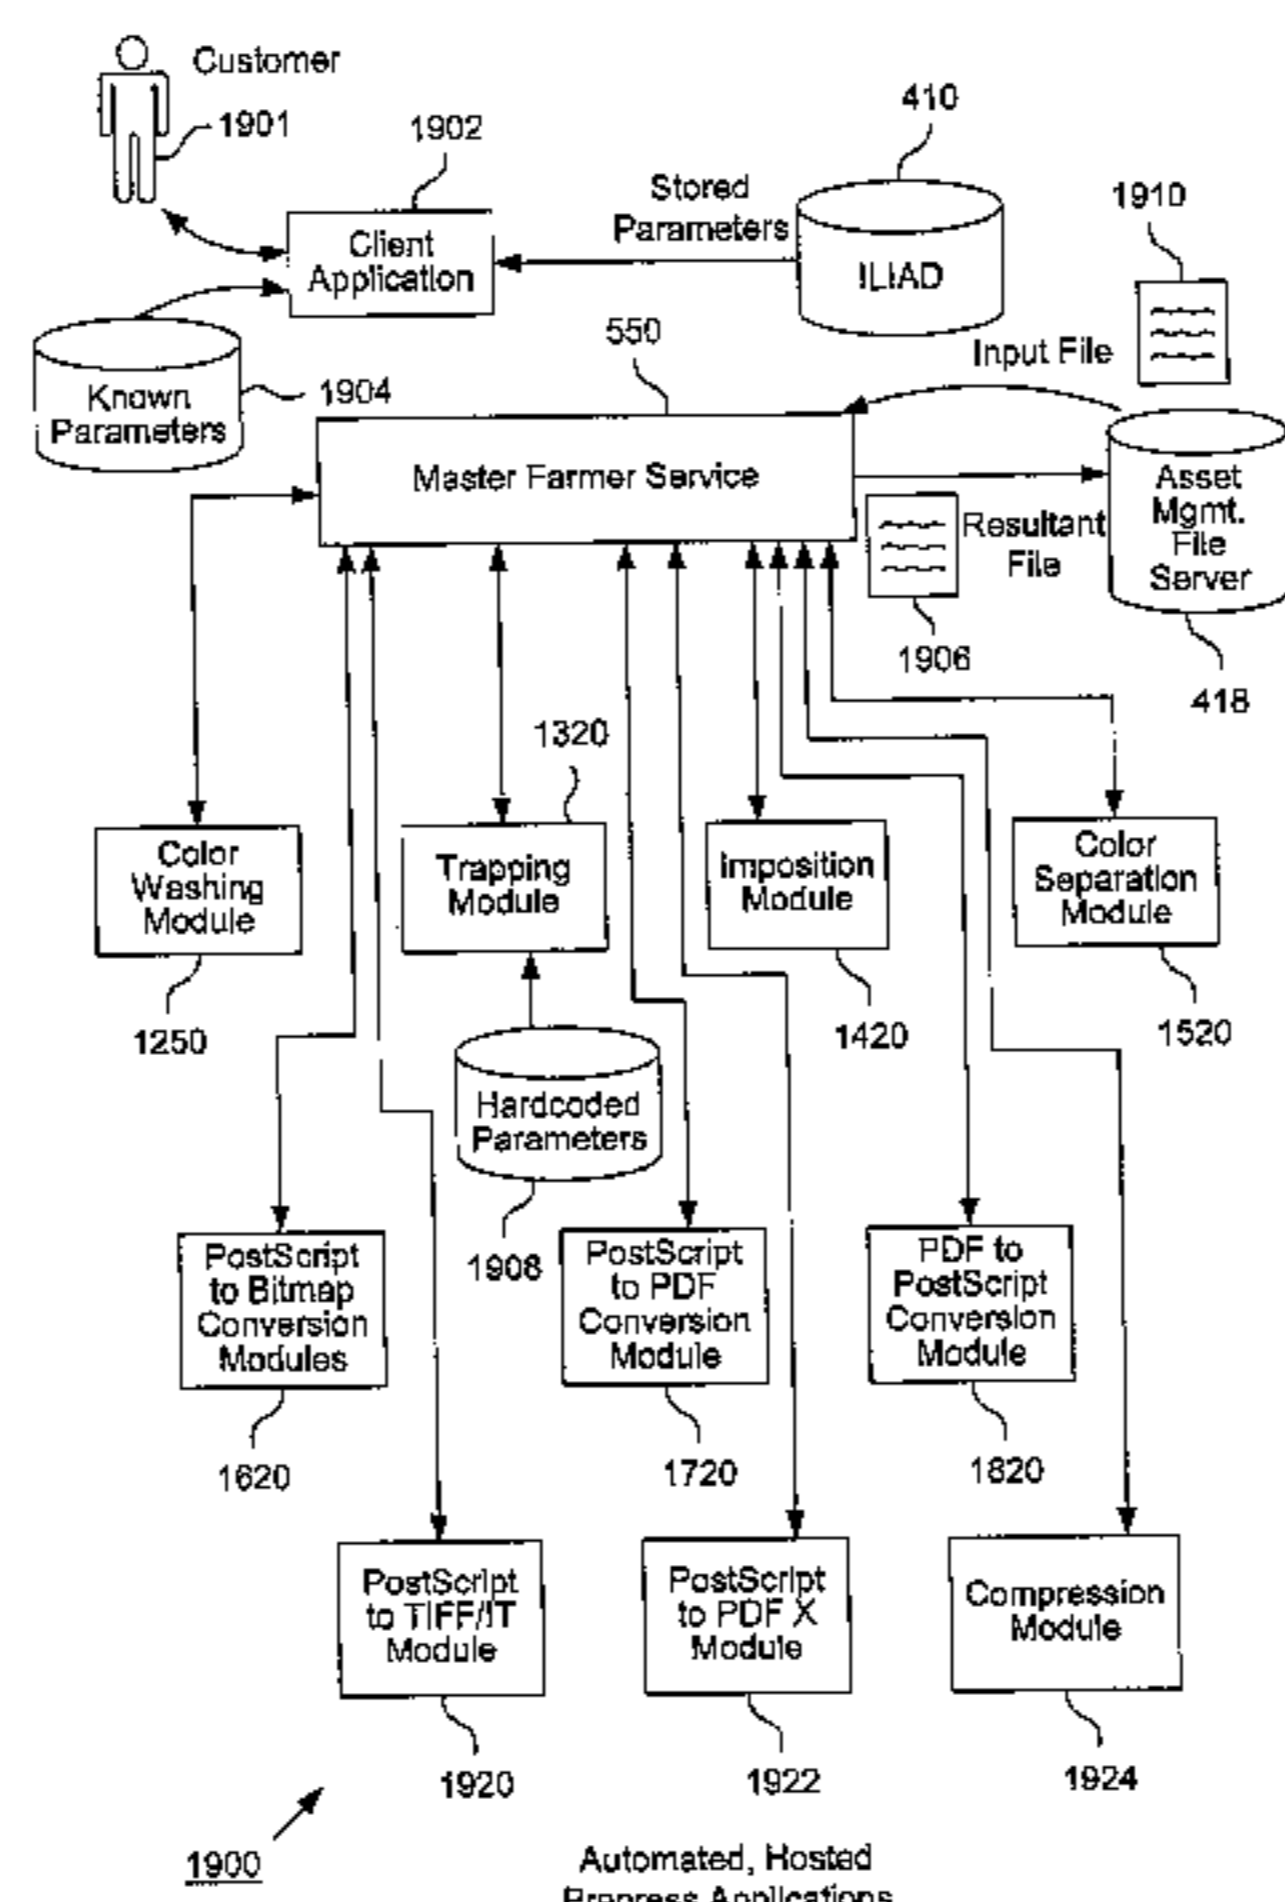 Customer
1901
1902
410
Stored
Parameters
1910
Client
Application
ILIAD
550
Input File
Known
Parameters
1904
Master Farmer Service
Asset
Mgmt.
File
Server
Resultant
File
1906
418
1320
Color
Washing
Module
Trapping
Module
Imposition
Module
Color
Separation
Module
1250
1420
1520
Hardcoded
Parameters
1908
PostScript
to Bitmap
Conversion
Modules
PostScript
to PDF
Conversion
Module
PDF to
PostScript
Conversion
Module
1620
1720
1820
PostScript
to TIFF/IT
Module
PostScript
to PDF X
Module
Compression
Module
1920
1922
1924
1900
Automated, Hosted
Prepress Applications